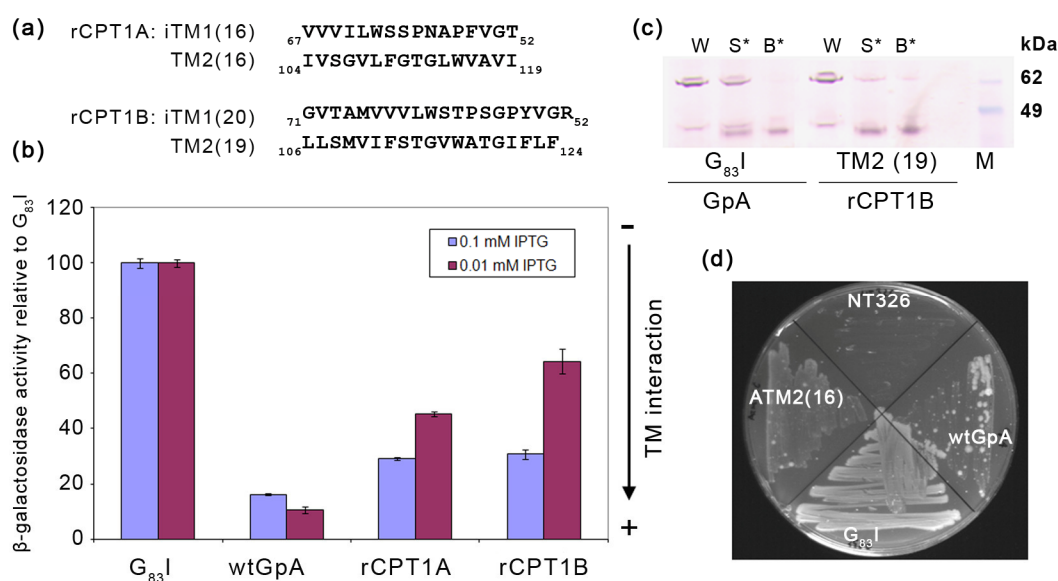 (a)
rCPT1A: iTM1(16) 67VVVILWSSPNAPFVGT52
TM2(16) 104IVSGVLFGTGLWVAVI119
rCPT1B: iTM1(20) 71GVTAMVVVLWSTPSGPYVGR52
TM2(19) 106LLSMVIFSTGVWATGIFLF124
(b)
β-galactosidase activity relative to G83I
120
100
80
60
40
20
0
0.1 mM IPTG
0.01 mM IPTG
G83I wtGpA rCPT1A rCPT1B
-
TM interaction
+
(c)
W S* B* W S* B* kDa
62
49
G83I TM2 (19) M
GpA rCPT1B
(d)
NT326
ATM2(16)
wtGpA
G83I